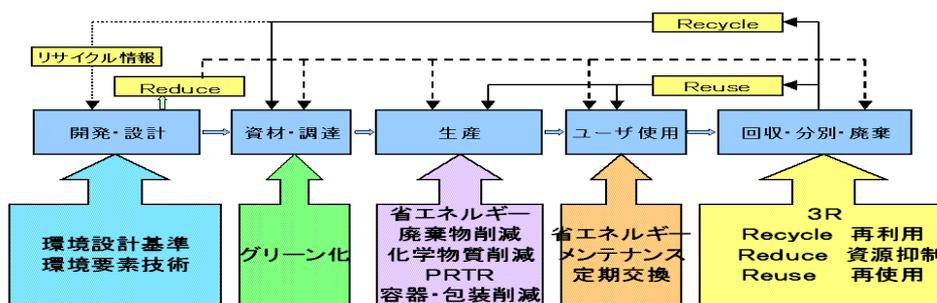 Recycle
リサイクル情報
Reduce
Reuse
開発・設計
資材・調達
生産
ユーザ使用
回収・分別・廃棄
環境設計基準
環境要素技術
グリーン化
省エネルギー
廃棄物削減
化学物質削減
PRTR
容器・包装削減
省エネルギー
メンテナンス
定期交換
3R
Recycle 再利用
Reduce 資源抑制
Reuse 再使用